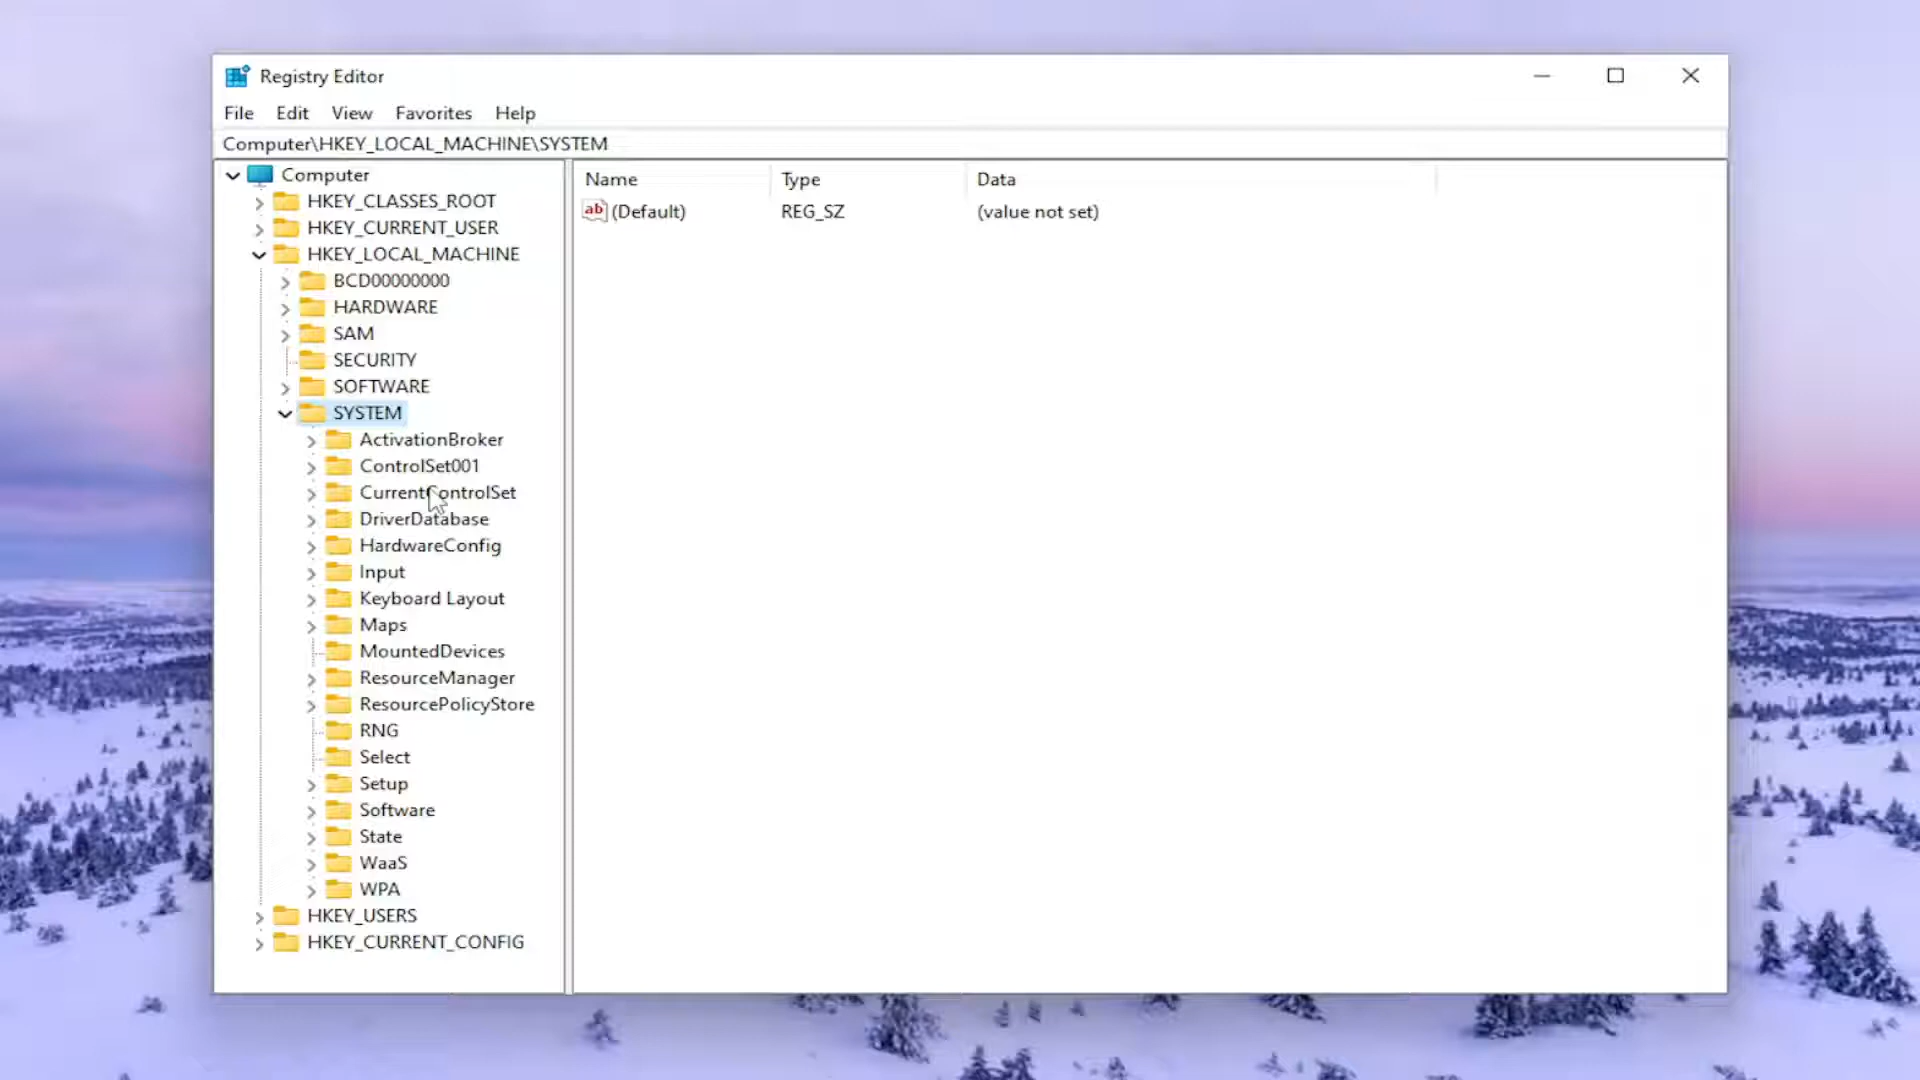 Registry Editor
File Edit View Favorites Help
Computer\HKEY_LOCAL_MACHINE\SYSTEM
Computer
HKEY_CLASSES_ROOT
HKEY_CURRENT_USER
HKEY_LOCAL_MACHINE
BCD00000000
HARDWARE
SAM
SECURITY
SOFTWARE
SYSTEM
ActivationBroker
ControlSet001
CurrentControlSet
DriverDatabase
HardwareConfig
Input
Keyboard Layout
Maps
MountedDevices
ResourceManager
ResourcePolicyStore
RNG
Select
Setup
Software
State
WaaS
WPA
HKEY_USERS
HKEY_CURRENT_CONFIG
Name Type Data
ab (Default) REG_SZ (value not set)